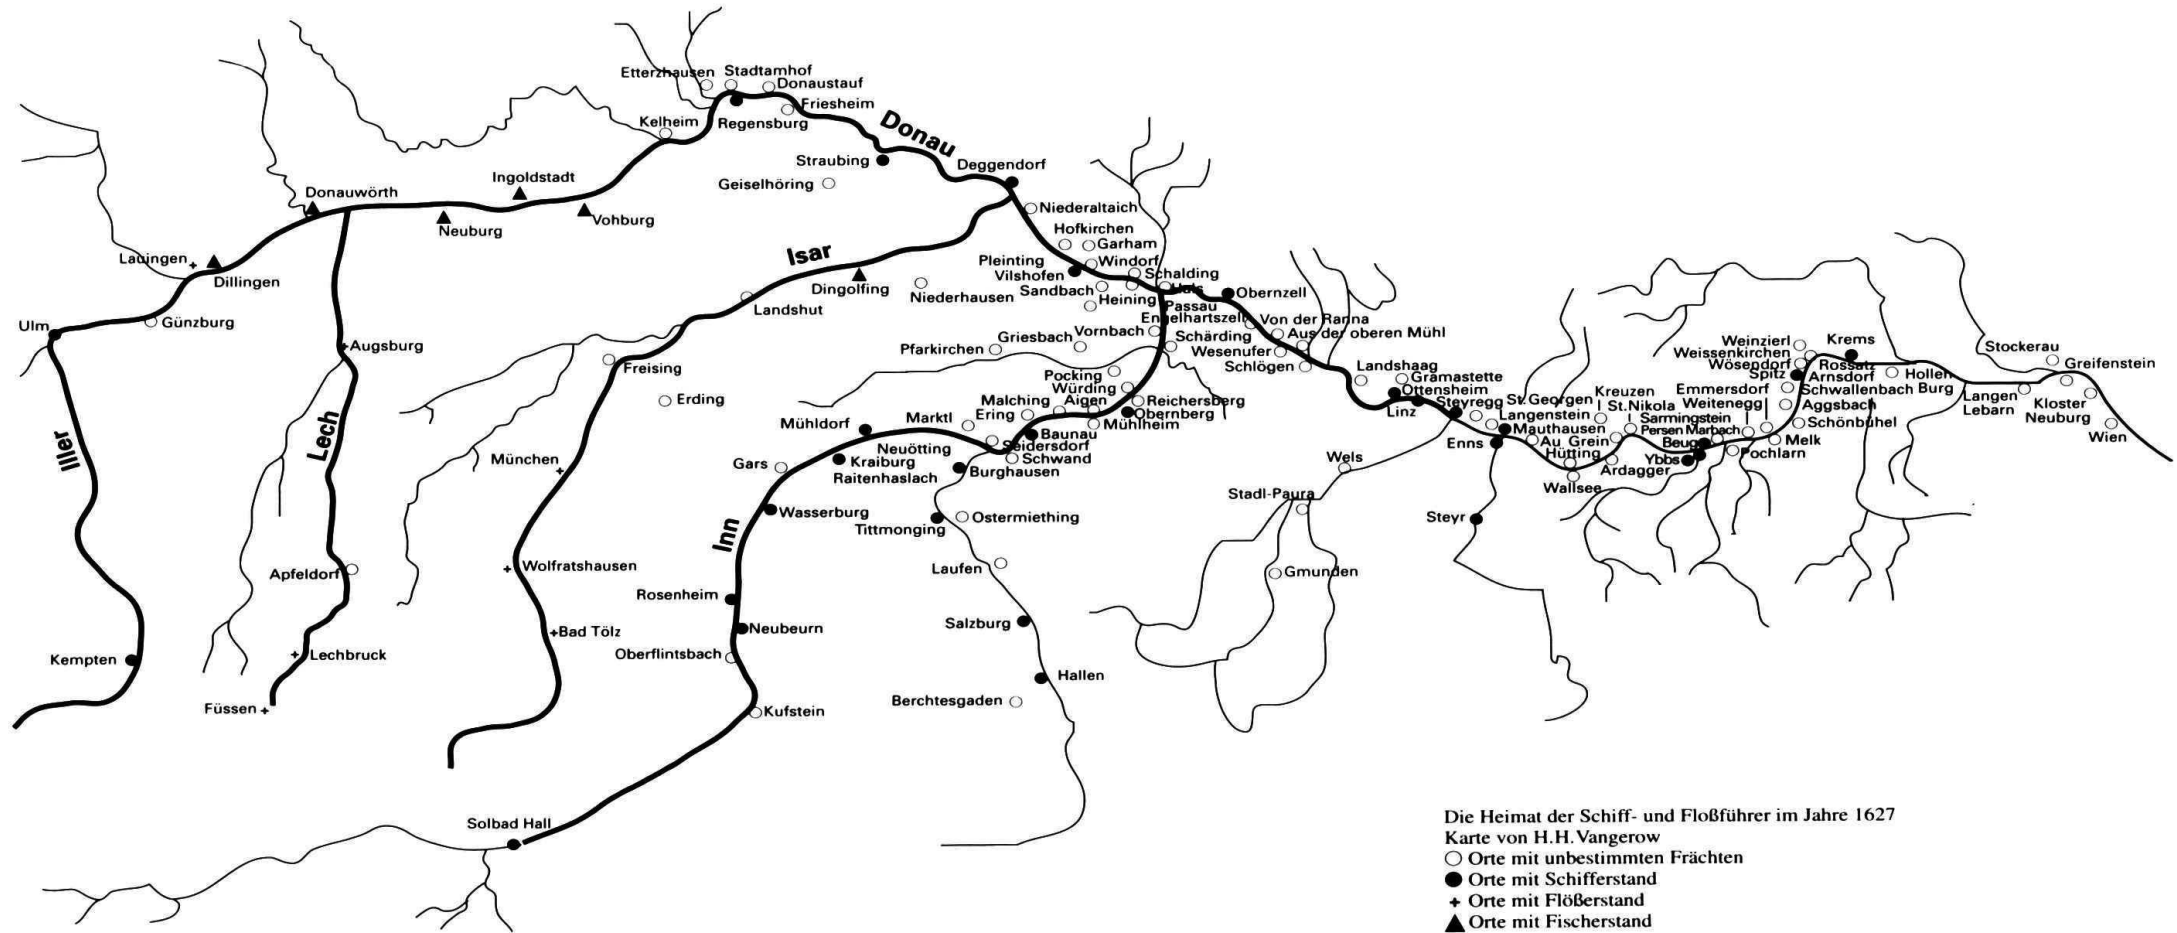 Etterzhausen
Stadtamhof
Donaustauf
Friesheim
Kelheim
Regensburg
Donau
Straubing
Deggendorf
Geiselhöring
Ingoldstadt
Donauwörth
Vohburg
Neuburg
Niederaltaich
Hofkirchen
Garham
Isar
Pleinting
Windorf
Lauingen
Vilshofen
Schalding
Dillingen
Dingolfing
Sandbach
Hals
Obernzell
Niederhausen
Heining
Passau
Landshut
Engelhartszell
Von der Ranna
Ulm
Günzburg
Vornbach
Aus der oberen Mühl
Griesbach
Schärding
Augsburg
Pfarkirchen
Wesenufer
Schlögen
Freising
Landshaag
Pocking
Gramastette
Würding
Ottensheim
Erding
Malching
Aigen
Reichersberg
Linz
Steyregg
Ering
Obernberg
Mühldorf
Marktl
Mühlheim
Baunau
Neuötting
Seidersdorf
Schwand
Lech
Iller
München
Gars
Kraiburg
Raitenhaslach
Burghausen
Wasserburg
Inn
Tittmonging
Ostermiething
Laufen
Wolfratshausen
Apfeldorf
Rosenheim
Salzburg
Neubeurn
Bad Tölz
Oberflintsbach
Kempten
Lechbruck
Hallen
Berchtesgaden
Füssen
Kufstein
Solbad Hall
Wels
Stadl-Paura
Gmunden
Steyr
Enns
St.Georgen
Langenstein
Mauthausen
Au
Grein
Hütting
Wallsee
Ardagger
Kreuzen
St.Nikola
Sarmingstein
Persen
Marbach
Beug
Ybbs
Pochlarn
Melk
Emmersdorf
Weitenegg
Schönbühel
Aggsbach
Schwallenbach
Arnsdorf
Spitz
Wösendorf
Weissenkirchen
Weinzierl
Rossatz
Krems
Hollen
Burg
Langen
Lebarn
Stockerau
Greifenstein
Kloster
Neuburg
Wien
Die Heimat der Schiff- und Floßführer im Jahre 1627
Karte von H.H.Vangerow
Orte mit unbestimmten Frächten
Orte mit Schifferstand
Orte mit Flößerstand
Orte mit Fischerstand